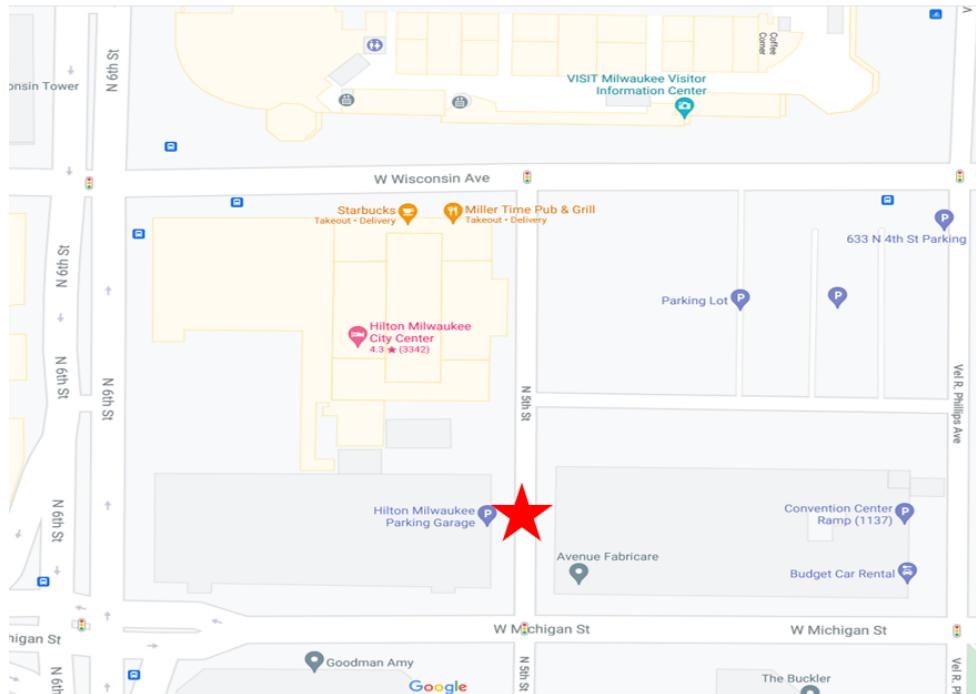 N 6th St
Coffee
Corner
onsin Tower
VISIT Milwaukee Visitor
Information Center
W Wisconsin Ave
Starbucks
Takeout • Delivery
Miller Time Pub & Grill
Takeout • Delivery
P
633 N 4th St Parking
N 6th St
Parking Lot
P
P
Hilton Milwaukee
City Center
4.3 ★ (3342)
N 6th St
N 6th St
N 5th St
Vel R. Phillips Ave
Hilton Milwaukee
Parking Garage
P
Convention Center
Ramp (1137)
P
N 6th St
Avenue Fabricare
Budget Car Rental
W Michigan St
W Michigan St
higan St
N 6th
Goodman Amy
N 5th St
Vel R. P
The Buckler
Google